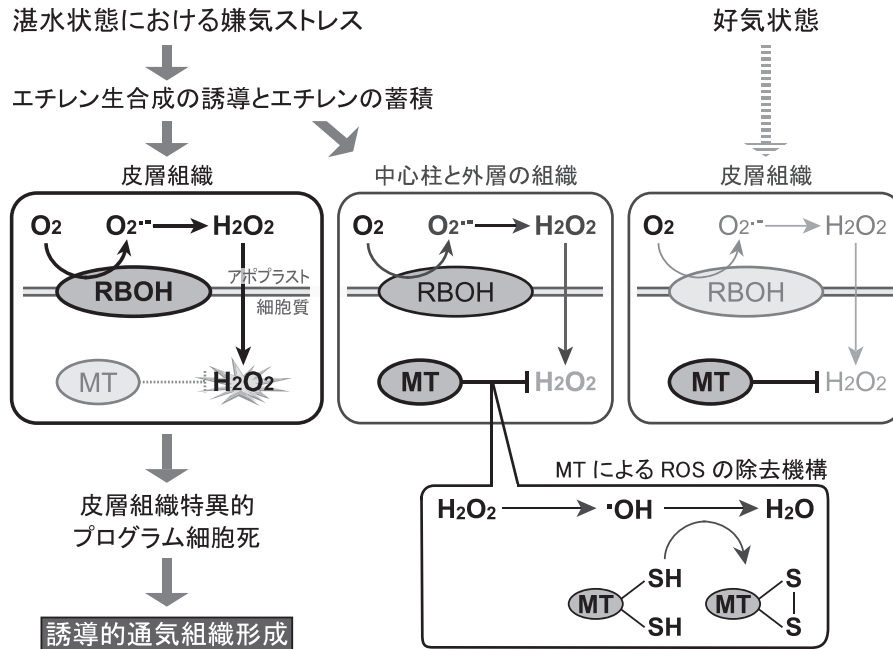 湛水状態における嫌気ストレス
好気状態
エチレン生合成の誘導とエチレンの蓄積
皮層組織
O2 O2･- H2O2
RBOH
アポプラスト
細胞質
MT H2O2
中心柱と外層の組織
O2 O2･- H2O2
RBOH
MT H2O2
皮層組織
O2 O2･- H2O2
RBOH
MT H2O2
皮層組織特異的
プログラム細胞死
誘導的通気組織形成
MT による ROS の除去機構
H2O2 ･OH H2O
MT SH SH
MT S S